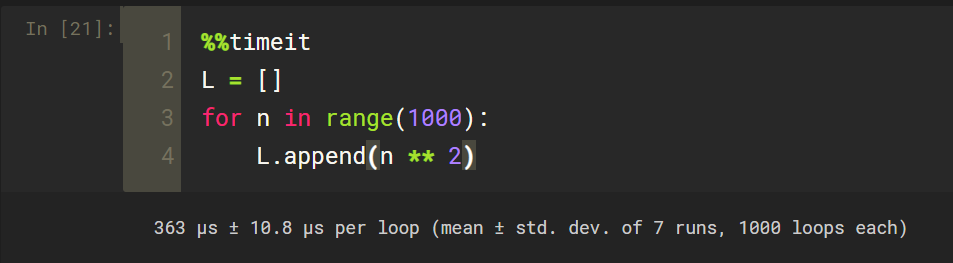 In [21]:
1 %%timeit
2 L = []
3 for n in range(1000):
4     L.append(n ** 2)
363 µs ± 10.8 µs per loop (mean ± std. dev. of 7 runs, 1000 loops each)